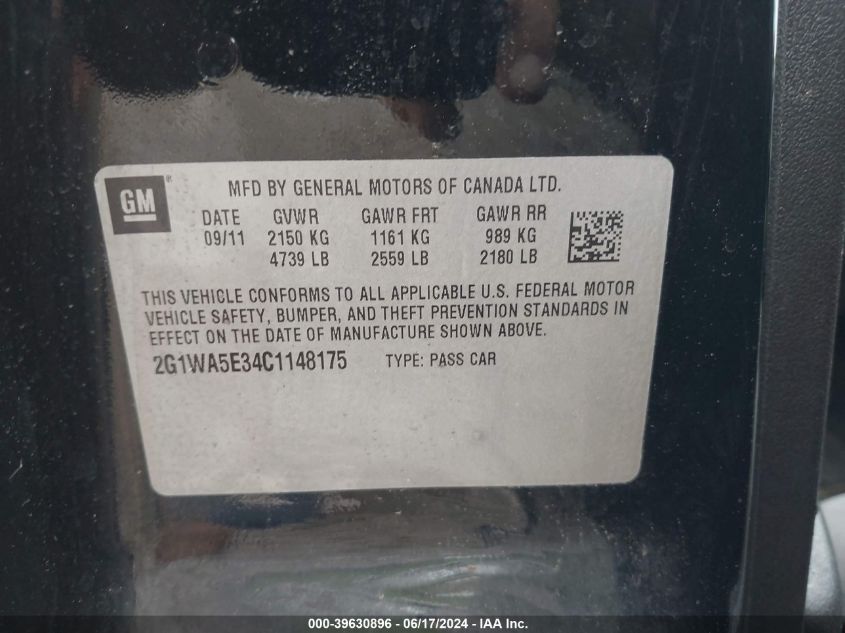 GM ®
MFD BY GENERAL MOTORS OF CANADA LTD.
DATE GVWR GAWR FRT GAWR RR
09/11 2150 KG 1161 KG 989 KG
4739 LB 2559 LB 2180 LB
THIS VEHICLE CONFORMS TO ALL APPLICABLE U.S. FEDERAL MOTOR
VEHICLE SAFETY, BUMPER, AND THEFT PREVENTION STANDARDS IN
EFFECT ON THE DATE OF MANUFACTURE SHOWN ABOVE.
2G1WA5E34C1148175 TYPE: PASS CAR
000-39630896 - 06/17/2024 - IAA Inc.